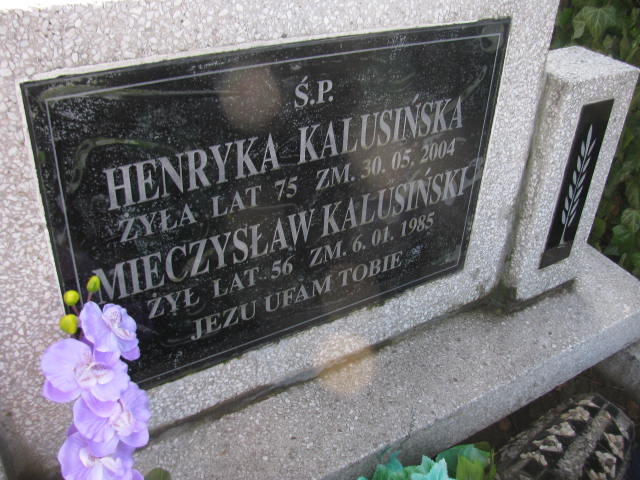 Ś.P.
HENRYKA KALUSIŃSKA
ŻYŁA LAT 75 ZM. 30.05.2004
MIECZYSŁAW KALUSIŃSKI
ŻYŁ LAT 56 ZM. 6.01.1985
JEZU UFAM TOBIE